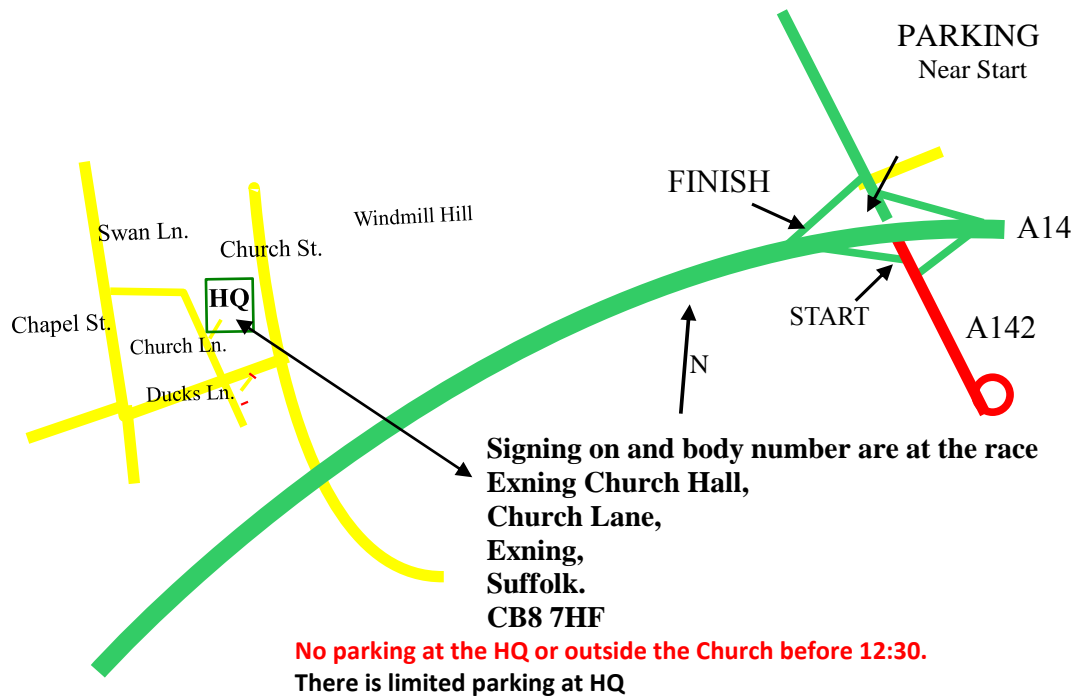 PARKING
Near Start
FINISH
Windmill Hill
Swan Ln.
Church St.
A14
HQ
START
Chapel St.
A142
Church Ln.
N
Ducks Ln.
Signing on and body number are at the race
Exning Church Hall,
Church Lane,
Exning,
Suffolk.
CB8 7HF
No parking at the HQ or outside the Church before 12:30.
There is limited parking at HQ